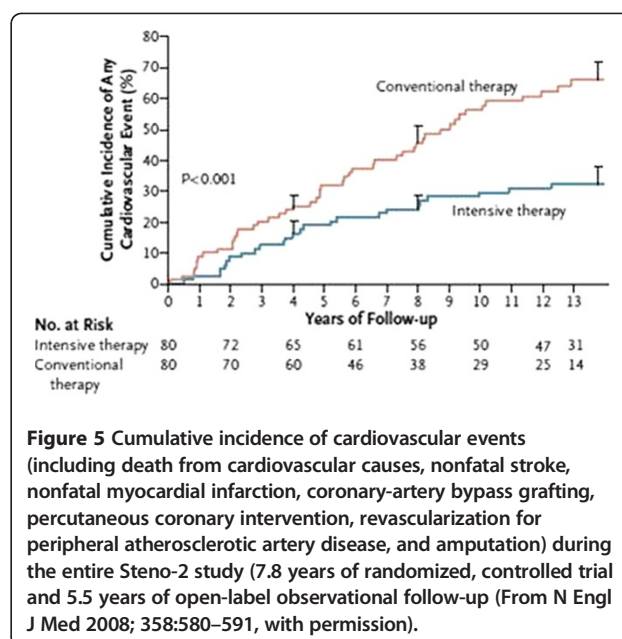 80
70
60
50
40
30
20
10
0
Cumulative Incidence of Any
Cardiovascular Event (%)
Conventional therapy
P<0.001
Intensive therapy
0 1 2 3 4 5 6 7 8 9 10 11 12 13
Years of Follow-up
No. at Risk
Intensive therapy 80 72 65 61 56 50 47 31
Conventional 80 70 60 46 38 29 25 14
therapy
Figure 5 Cumulative incidence of cardiovascular events
(including death from cardiovascular causes, nonfatal stroke,
nonfatal myocardial infarction, coronary-artery bypass grafting,
percutaneous coronary intervention, revascularization for
peripheral atherosclerotic artery disease, and amputation) during
the entire Steno-2 study (7.8 years of randomized, controlled trial
and 5.5 years of open-label observational follow-up (From N Engl
J Med 2008; 358:580–591, with permission).